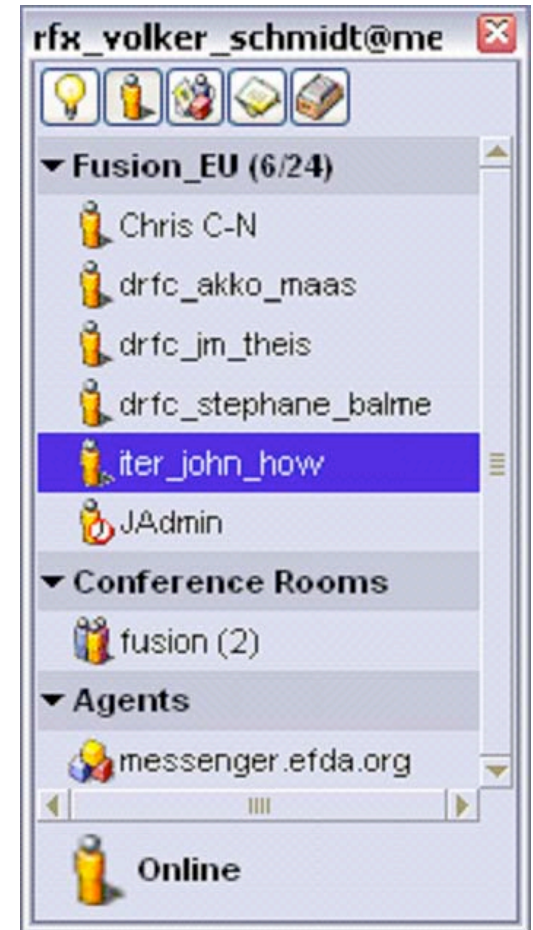 rfx_volker_schmidt@me
Fusion_EU (6/24)
Chris C-N
drfc_akko_maas
drfc_jm_theis
drfc_stephane_balme
iter_john_how
JAdmin
Conference Rooms
fusion (2)
Agents
messenger.efda.org
Online